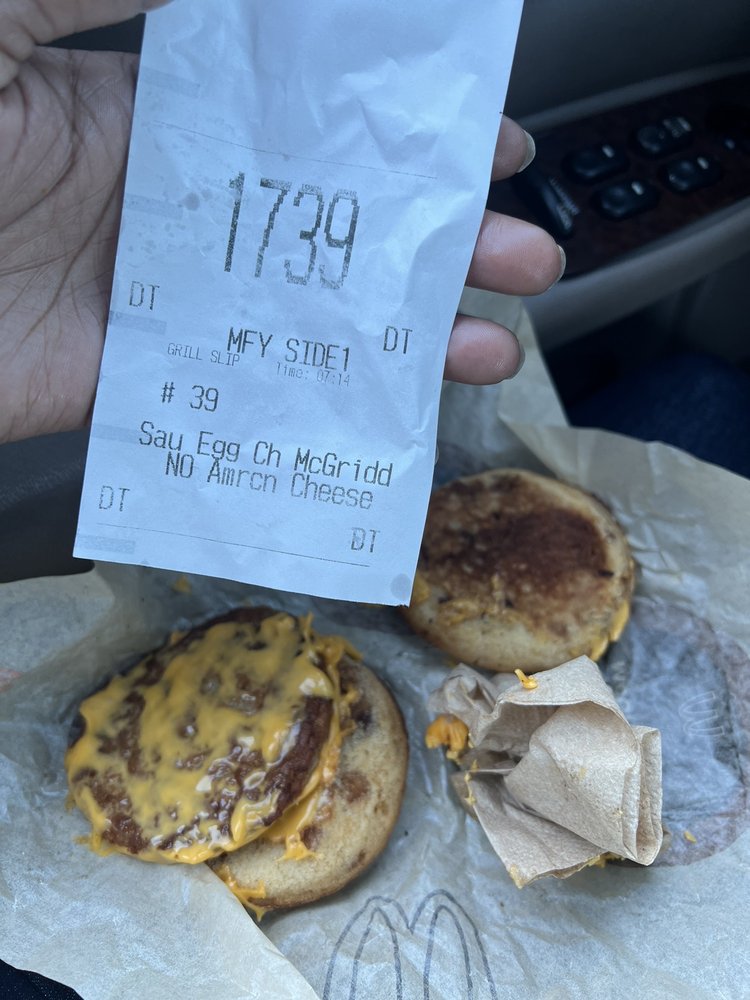 1739
DT DT
MFY SIDE1
GRILL SLIP Time: 07:14
# 39
Sau Egg Ch McGridd
NO Amrcn Cheese
DT DT